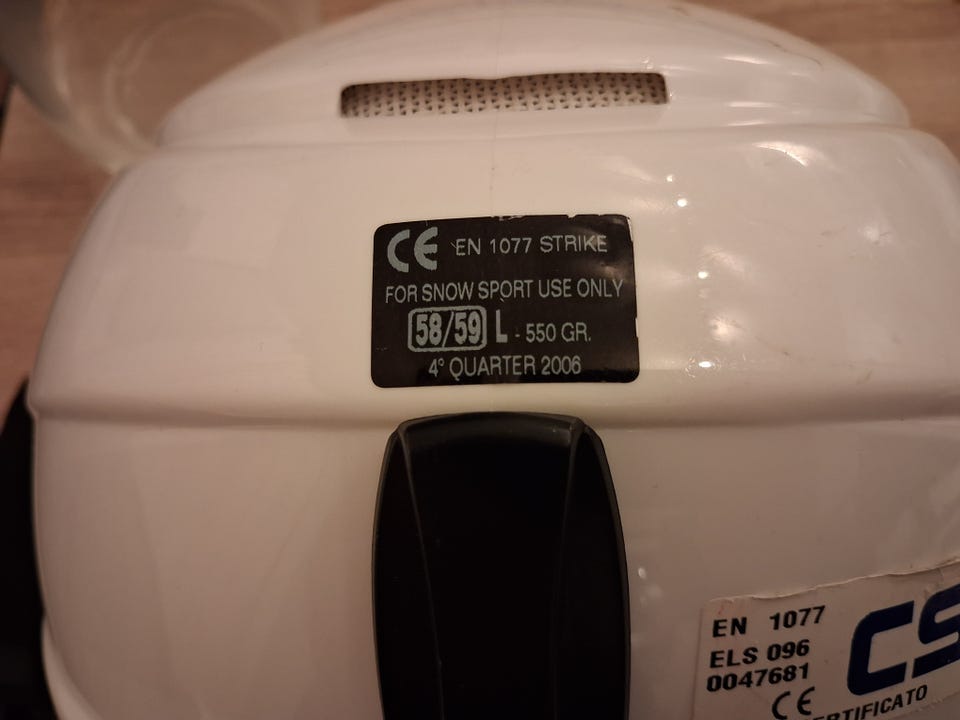 CE EN 1077 STRIKE
FOR SNOW SPORT USE ONLY
58/59 L - 550 GR.
4° QUARTER 2006
EN 1077
ELS 096
0047681
CE
CS